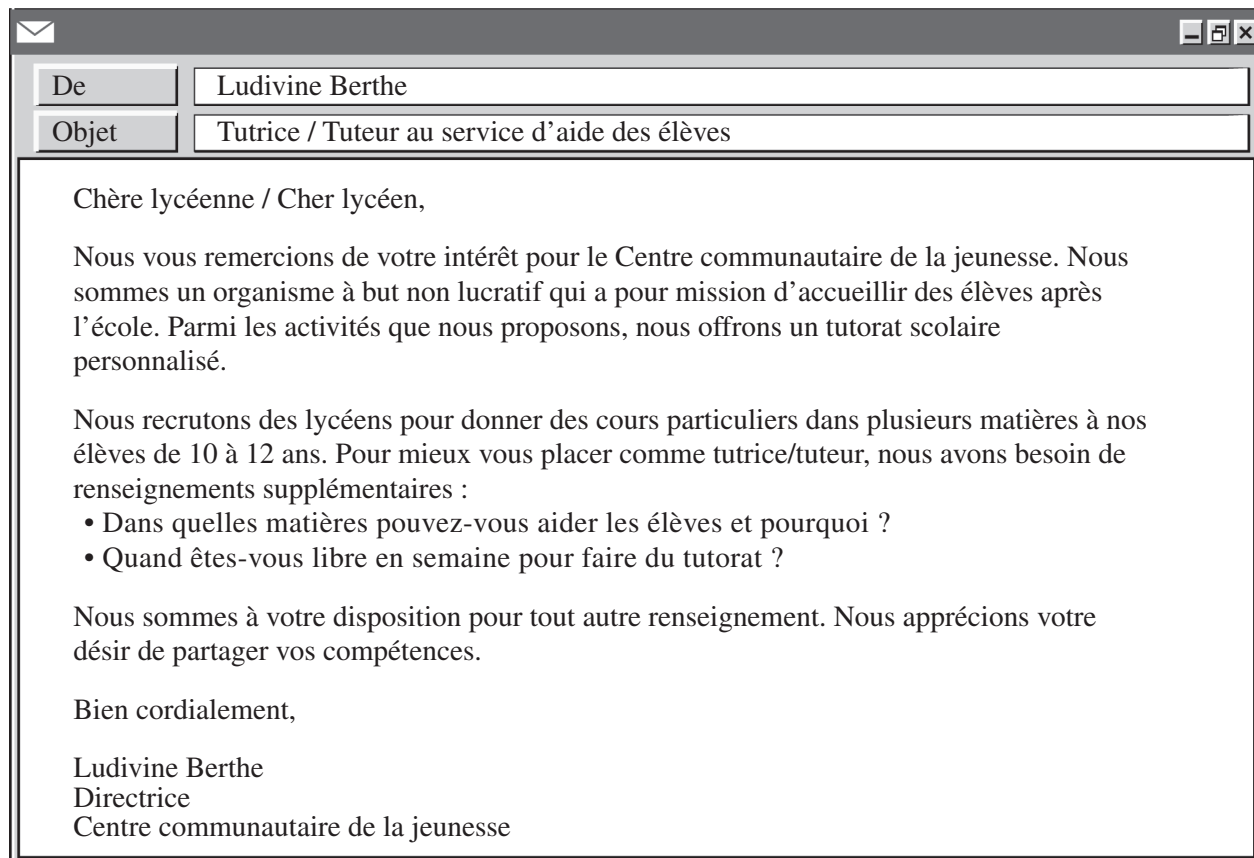 De
Ludivine Berthe
Objet
Tutrice / Tuteur au service d’aide des élèves
Chère lycéenne / Cher lycéen,
Nous vous remercions de votre intérêt pour le Centre communautaire de la jeunesse. Nous
sommes un organisme à but non lucratif qui a pour mission d’accueillir des élèves après
l’école. Parmi les activités que nous proposons, nous offrons un tutorat scolaire
personnalisé.
Nous recrutons des lycéens pour donner des cours particuliers dans plusieurs matières à nos
élèves de 10 à 12 ans. Pour mieux vous placer comme tutrice/tuteur, nous avons besoin de
renseignements supplémentaires :
• Dans quelles matières pouvez-vous aider les élèves et pourquoi ?
• Quand êtes-vous libre en semaine pour faire du tutorat ?
Nous sommes à votre disposition pour tout autre renseignement. Nous apprécions votre
désir de partager vos compétences.
Bien cordialement,
Ludivine Berthe
Directrice
Centre communautaire de la jeunesse